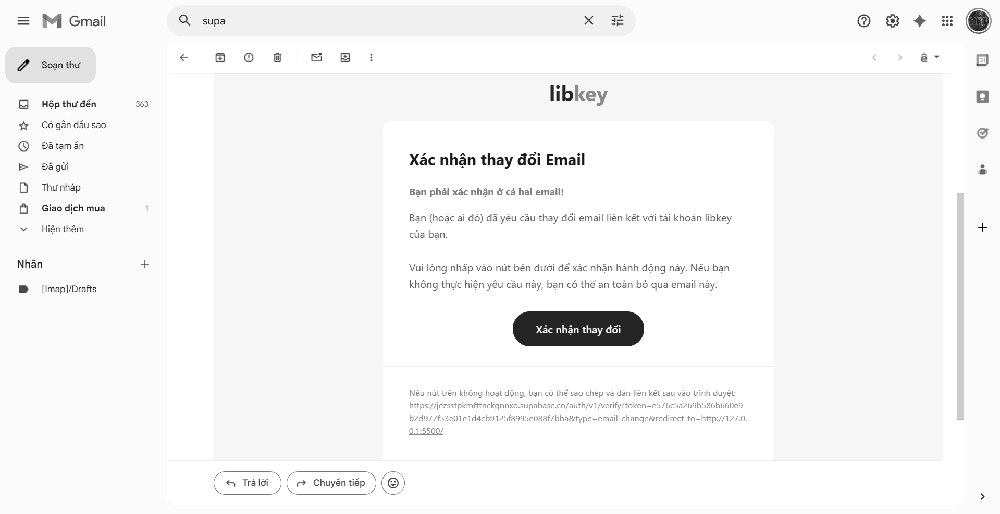 Gmail
supa
Soạn thư
Hộp thư đến 363
Có gắn dấu sao
Đã tạm ẩn
Đã gửi
Thư nháp
Giao dịch mua 1
Hiện thêm
Nhãn
[Imap]/Drafts
ê
libkey
Xác nhận thay đổi Email
Bạn phải xác nhận ở cả hai email!
Bạn (hoặc ai đó) đã yêu cầu thay đổi email liên kết với tài khoản libkey
của bạn.
Vui lòng nhấp vào nút bên dưới để xác nhận hành động này. Nếu bạn
không thực hiện yêu cầu này, bạn có thể an toàn bỏ qua email này.
Xác nhận thay đổi
Nếu nút trên không hoạt động, bạn có thể sao chép và dán liên kết sau vào trình duyệt:
https://jezsstpkmfttnckgnnxo.supabase.co/auth/v1/verify?token=e576c5a269b586b660e9
b2d977f53e01e1d4cb9125f8995e088f7bba&type=email_change&redirect_to=http://127.0.
0.1:5500/
Trả lời
Chuyển tiếp
31